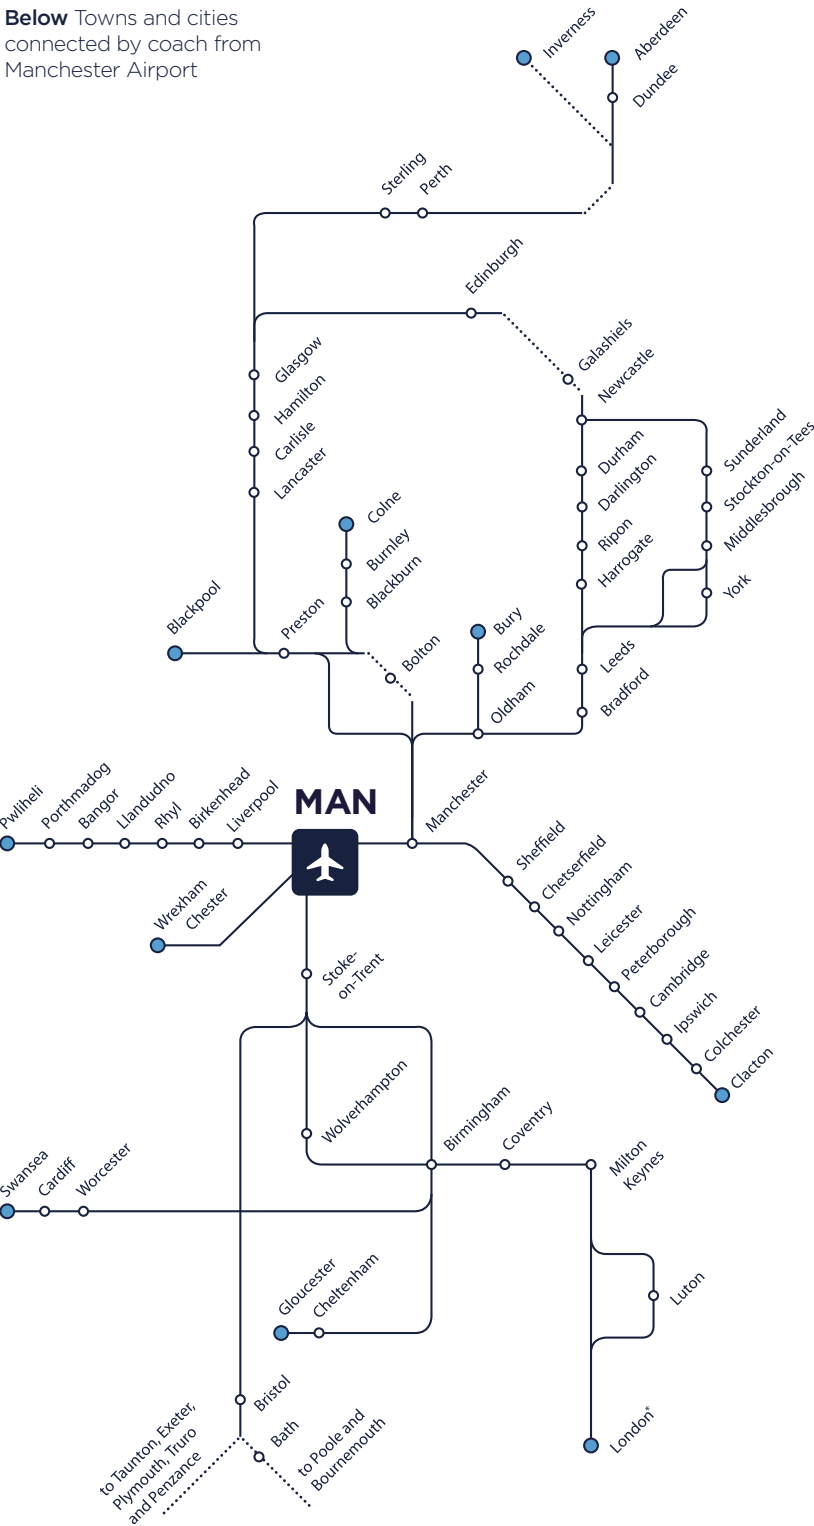 Below Towns and cities
connected by coach from
Manchester Airport
Inverness
Aberdeen
Dundee
Sterling
Perth
Edinburgh
Galashiels
Newcastle
Glasgow
Hamilton
Carlisle
Lancaster
Durham
Darlington
Ripon
Harrogate
Sunderland
Stockton-on-Tees
Middlesbrough
York
Colne
Burnley
Blackburn
Blackpool
Preston
Bolton
Bury
Rochdale
Oldham
Leeds
Bradford
Pwliheli
Porthmadog
Bangor
Llandudno
Rhyl
Birkenhead
Liverpool
MAN
Manchester
Wrexham
Chester
Sheffield
Chetserfield
Nottingham
Leicester
Peterborough
Cambridge
Ipswich
Colchester
Clacton
Stoke-
on-Trent
Wolverhampton
Birmingham
Coventry
Milton
Keynes
Swansea
Cardiff
Worcester
Gloucester
Cheltenham
Luton
London*
Bristol
Bath
to Taunton, Exeter,
Plymouth, Truro
and Penzance
to Poole and
Bournemouth